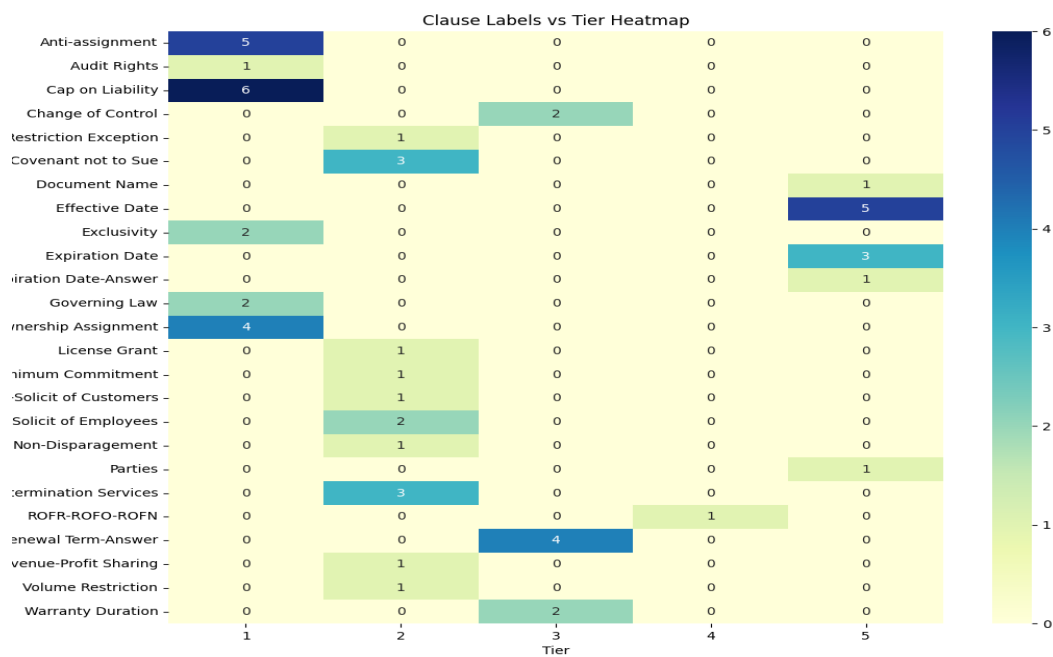 Clause Labels vs Tier Heatmap
Anti-assignment 5 0 0 0 0
Audit Rights 1 0 0 0 0
Cap on Liability 6 0 0 0 0
Change of Control 0 0 2 0 0
Restriction Exception 0 1 0 0 0
Covenant not to Sue 0 3 0 0 0
Document Name 0 0 0 0 1
Effective Date 0 0 0 0 5
Exclusivity 2 0 0 0 0
Expiration Date 0 0 0 0 3
iration Date-Answer 0 0 0 0 1
Governing Law 2 0 0 0 0
nership Assignment 4 0 0 0 0
License Grant 0 1 0 0 0
nimum Commitment 0 1 0 0 0
-Solicit of Customers 0 1 0 0 0
Solicit of Employees 0 2 0 0 0
Non-Disparagement 0 1 0 0 0
Parties 0 0 0 0 1
ermination Services 0 3 0 0 0
ROFR-ROFO-ROFN 0 0 0 1 0
enewal Term-Answer 0 0 4 0 0
venue-Profit Sharing 0 1 0 0 0
Volume Restriction 0 1 0 0 0
Warranty Duration 0 0 2 0 0
1 2 3 4 5
Tier
6
5
4
3
2
1
0